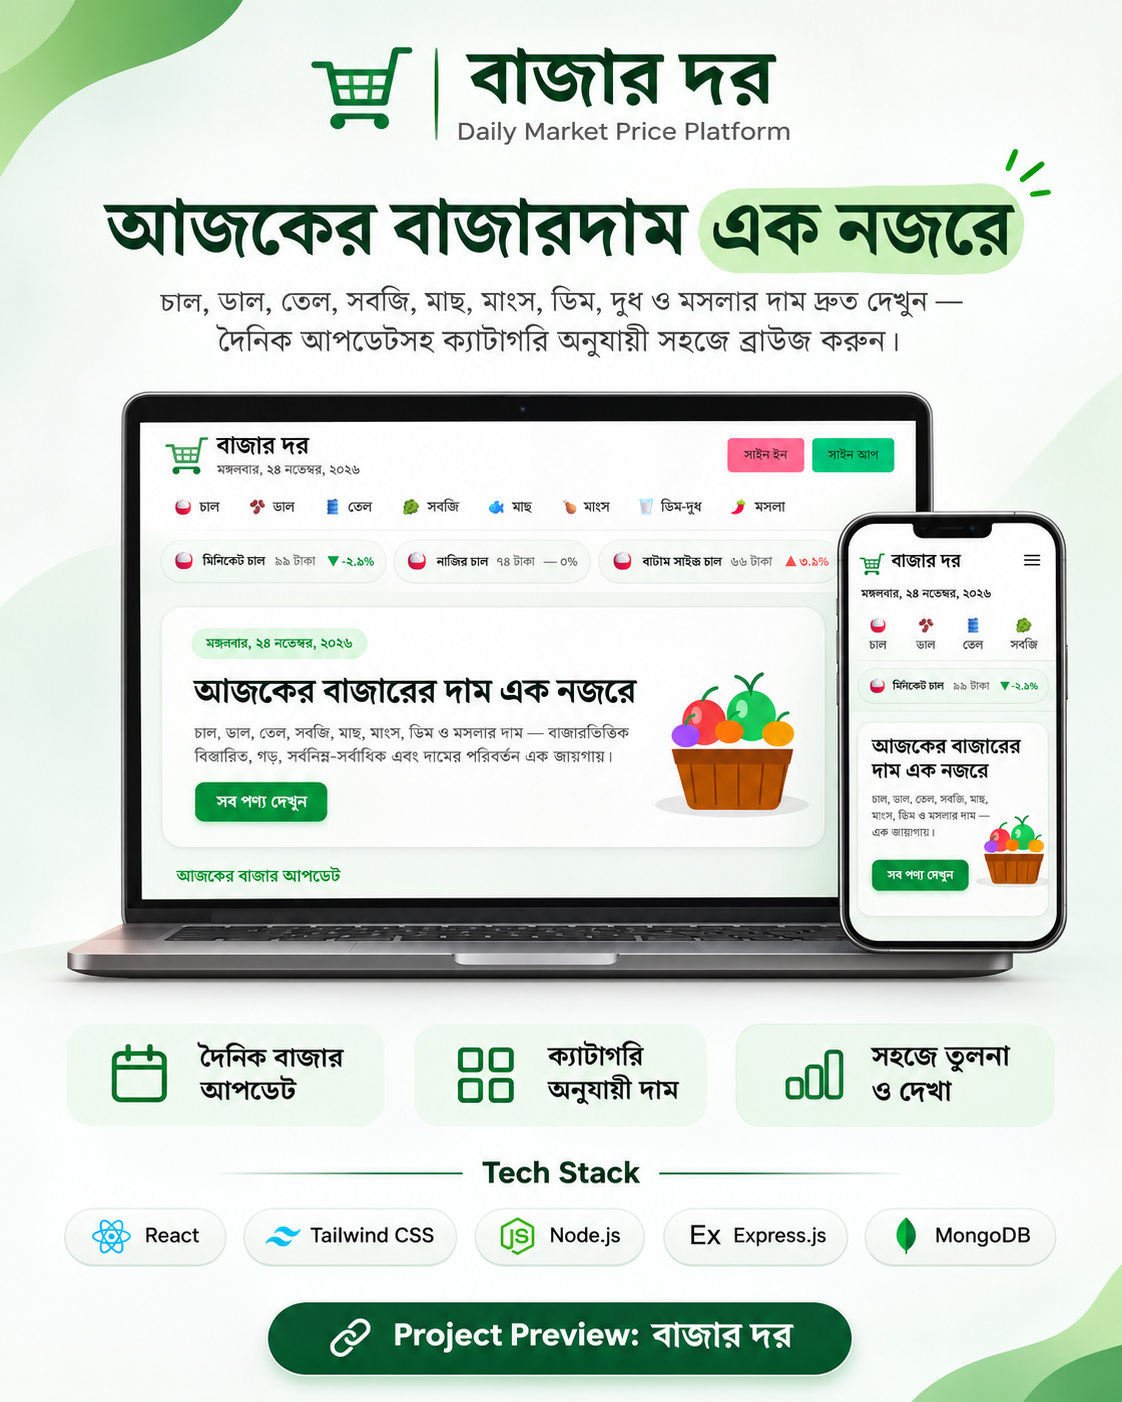 বাজার দর
Daily Market Price Platform
আজকের বাজারদাম এক নজরে
চাল, ডাল, তেল, সবজি, মাছ, মাংস, ডিম, দুধ ও মসলার দাম দ্রুত দেখুন —
দৈনিক আপডেটসহ ক্যাটাগরি অনুযায়ী সহজে ব্রাউজ করুন।
বাজার দর
মঙ্গলবার, ২৪ নভেম্বর, ২০২৬
সাইন ইন
সাইন আপ
চাল ডাল তেল সবজি মাছ মাংস ডিম-দুধ মসলা
মিনিকেট চাল ৯৯ টাকা ▼ -২.৯%
নাজির চাল ৭৪ টাকা — ০%
বাটাম সাইজ চাল ৬৬ টাকা ▲ ৩.১%
মঙ্গলবার, ২৪ নভেম্বর, ২০২৬
আজকের বাজারের দাম এক নজরে
চাল, ডাল, তেল, সবজি, মাছ, মাংস, ডিম ও মসলার দাম — বাজারভিত্তিক
বিস্তারিত, গড়, সর্বনিম্ন-সর্বাধিক এবং দামের পরিবর্তন এক জায়গায়।
সব পণ্য দেখুন
আজকের বাজার আপডেট
বাজার দর
মঙ্গলবার, ২৪ নভেম্বর, ২০২৬
চাল ডাল তেল সবজি
মিনিকেট চাল ৯৯ টাকা ▼ -২.৯%
আজকের বাজারের
দাম এক নজরে
চাল, ডাল, তেল, সবজি, মাছ,
মাংস, ডিম ও মসলার দাম —
এক জায়াগায়।
সব পণ্য দেখুন
দৈনিক বাজার
আপডেট
ক্যাটাগরি
অনুযায়ী দাম
সহজে তুলনা
ও দেখা
Tech Stack
React
Tailwind CSS
JS Node.js
Ex Express.js
MongoDB
Project Preview: বাজার দর